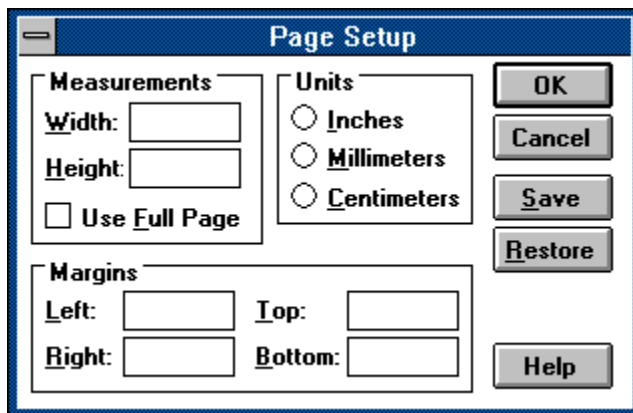 Page Setup
Measurements
Width:
Height:
Use Full Page
Units
Inches
Millimeters
Centimeters
OK
Cancel
Save
Restore
Margins
Left:
Top:
Right:
Bottom:
Help